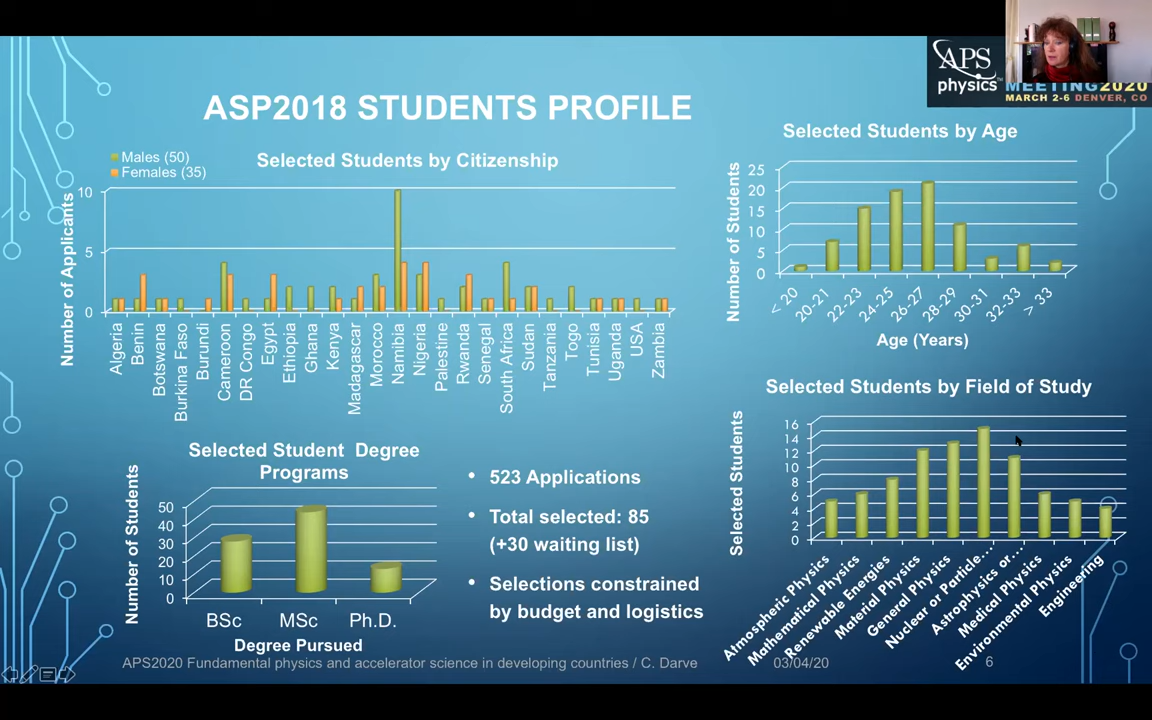 APS
physics
MEETING2020
MARCH 2-6 DENVER, CO
ASP2018 STUDENTS PROFILE
Males (50)
Females (35)
Selected Students by Citizenship
Number of Applicants
10
5
0
Algeria
Benin
Botswana
Burkina Faso
Burundi
Cameroon
DR Congo
Egypt
Ethiopia
Ghana
Kenya
Madagascar
Morocco
Namibia
Nigeria
Palestine
Rwanda
Senegal
South Africa
Sudan
Tanzania
Togo
Tunisia
Uganda
USA
Zambia
Selected Students by Age
Number of Students
25
20
15
10
5
0
< 20
20-21
22-23
24-25
26-27
28-29
30-31
32-33
> 33
Age (Years)
Selected Student Degree
Programs
Number of Students
50
40
30
20
10
0
BSc
MSc
Ph.D.
Degree Pursued
• 523 Applications
• Total selected: 85
(+30 waiting list)
• Selections constrained
by budget and logistics
Selected Students by Field of Study
Selected Students
16
14
12
10
8
6
4
2
0
Atmospheric Physics
Mathematical Physics
Renewable Energies
Material Physics
General Physics
Nuclear or Particle...
Astrophysics or...
Medical Physics
Environmental Physics
Engineering
APS2020 Fundamental physics and accelerator science in developing countries / C. Darve
03/04/20
6